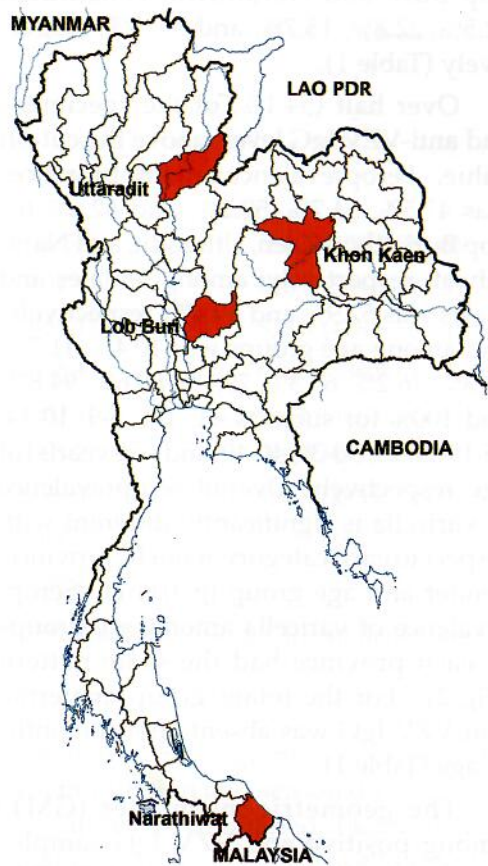 MYANMAR
LAO PDR
Uttaradit
Khon Kaen
Lob Buri
CAMBODIA
Narathiwat
MALAYSIA